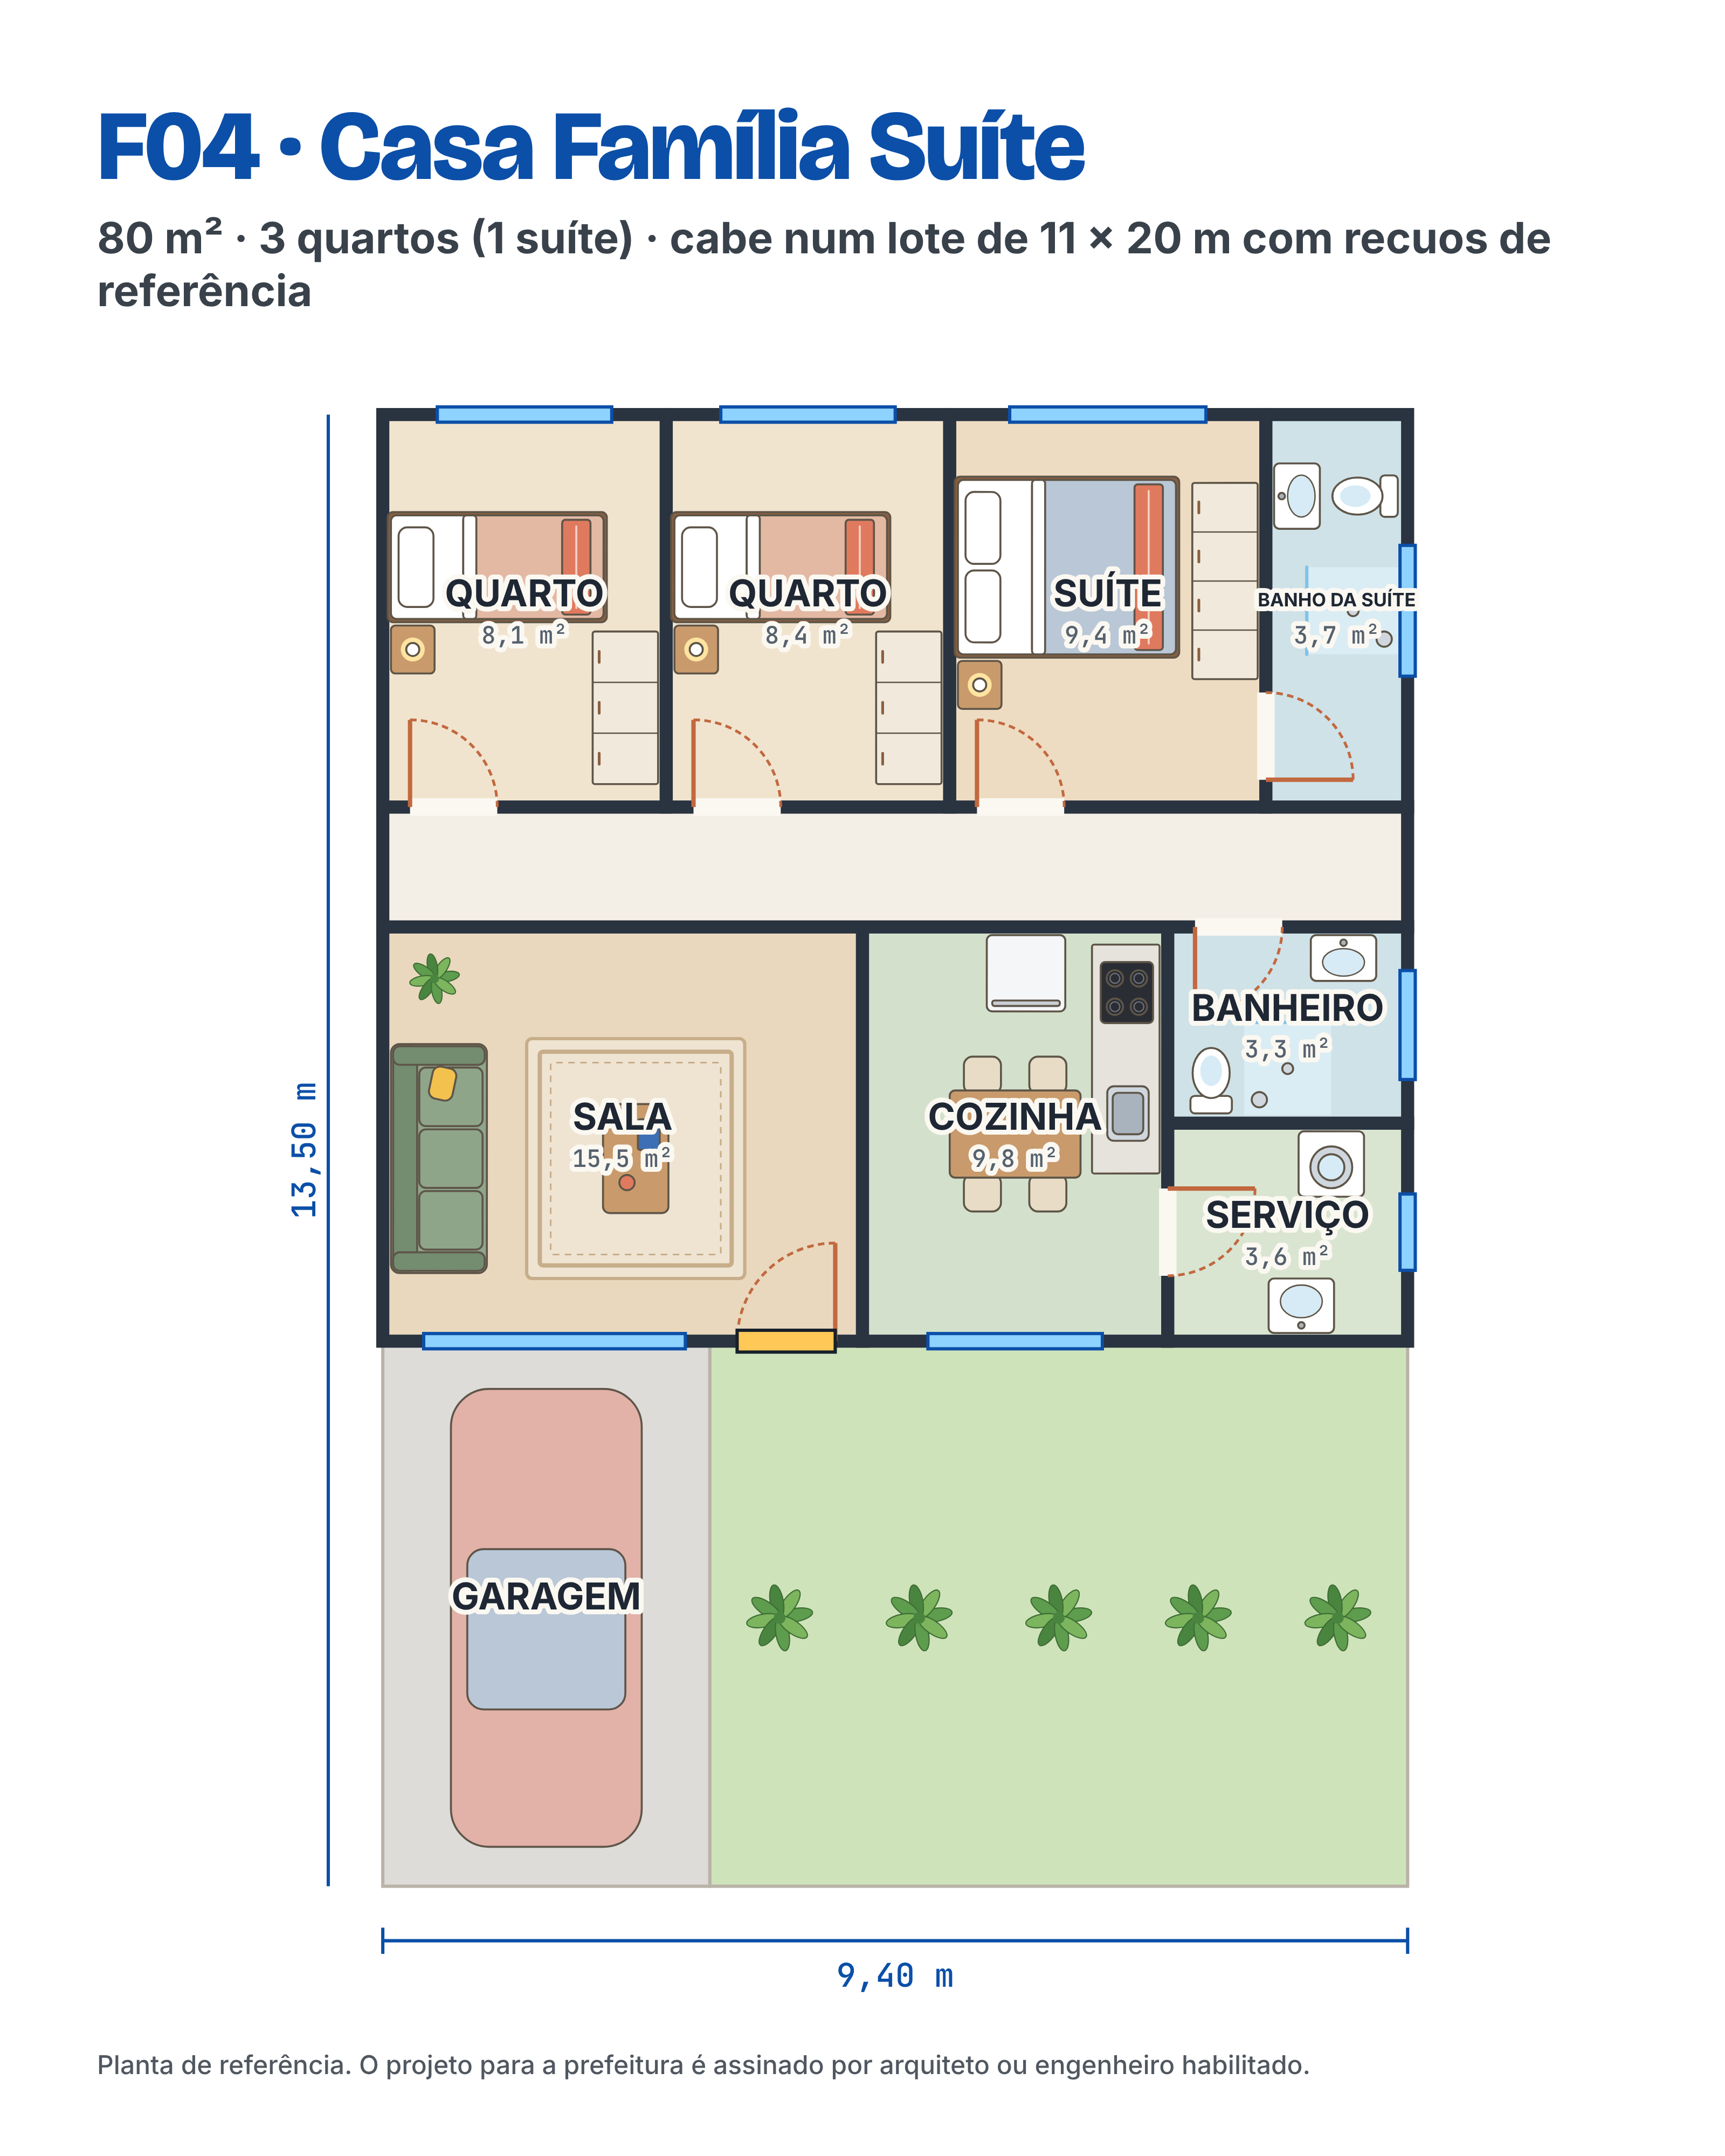 F04 · Casa Família Suíte
80 m² · 3 quartos (1 suíte) · cabe num lote de 11 × 20 m com recuos de
referência
QUARTO
8,1 m²
QUARTO
8,4 m²
SUÍTE
9,4 m²
BANHO DA SUÍTE
3,7 m²
BANHEIRO
3,3 m²
SALA
15,5 m²
COZINHA
9,8 m²
SERVIÇO
3,6 m²
13,50 m
GARAGEM
9,40 m
Planta de referência. O projeto para a prefeitura é assinado por arquiteto ou engenheiro habilitado.